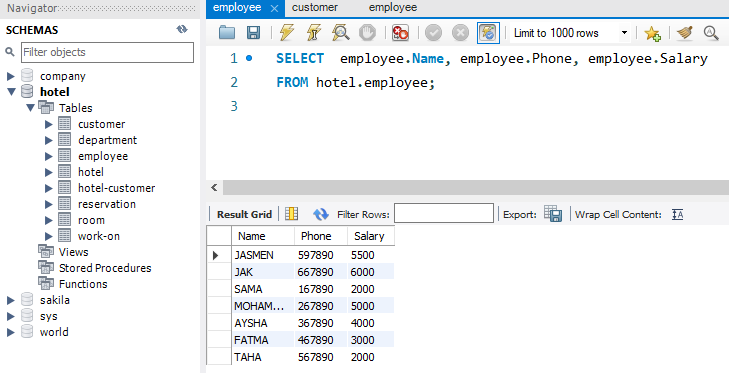 Navigator
SCHEMAS
Filter objects
company
hotel
Tables
customer
department
employee
hotel
hotel-customer
reservation
room
work-on
Views
Stored Procedures
Functions
sakila
sys
world
employee customer employee
Limit to 1000 rows
1 SELECT employee.Name, employee.Phone, employee.Salary
2 FROM hotel.employee;
3
Result Grid Filter Rows: Export: Wrap Cell Content:
Name Phone Salary
JASMEN 597890 5500
JAK 667890 6000
SAMA 167890 2000
MOHAM... 267890 5000
AYSHA 367890 4000
FATMA 467890 3000
TAHA 567890 2000